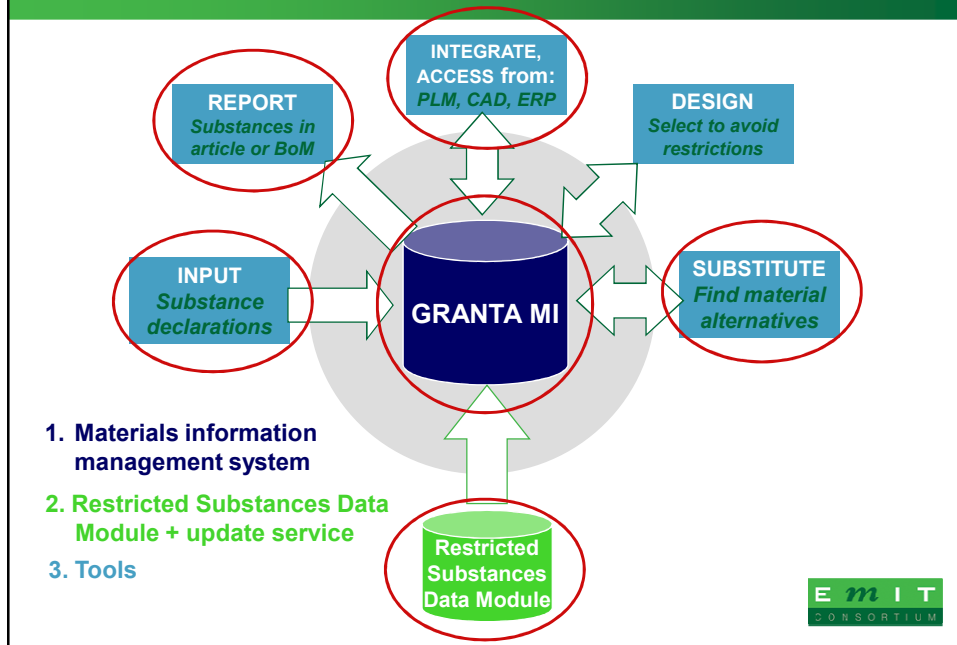 INTEGRATE,
ACCESS from:
PLM, CAD, ERP
REPORT
Substances in
article or BoM
DESIGN
Select to avoid
restrictions
INPUT
Substance
declarations
GRANTA MI
SUBSTITUTE
Find material
alternatives
1. Materials information
management system
2. Restricted Substances Data
Module + update service
3. Tools
Restricted
Substances
Data Module
E m i T
CONSORTIUM